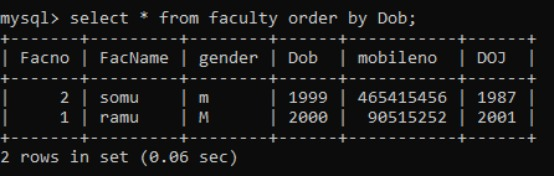 mysql> select * from faculty order by Dob;
+-------+---------+--------+------+-----------+------+
| Facno | FacName | gender | Dob  | mobileno  | DOJ  |
+-------+---------+--------+------+-----------+------+
|     2 | somu    | m      | 1999 | 465415456 | 1987 |
|     1 | ramu    | M      | 2000 |  90515252 | 2001 |
+-------+---------+--------+------+-----------+------+
2 rows in set (0.06 sec)